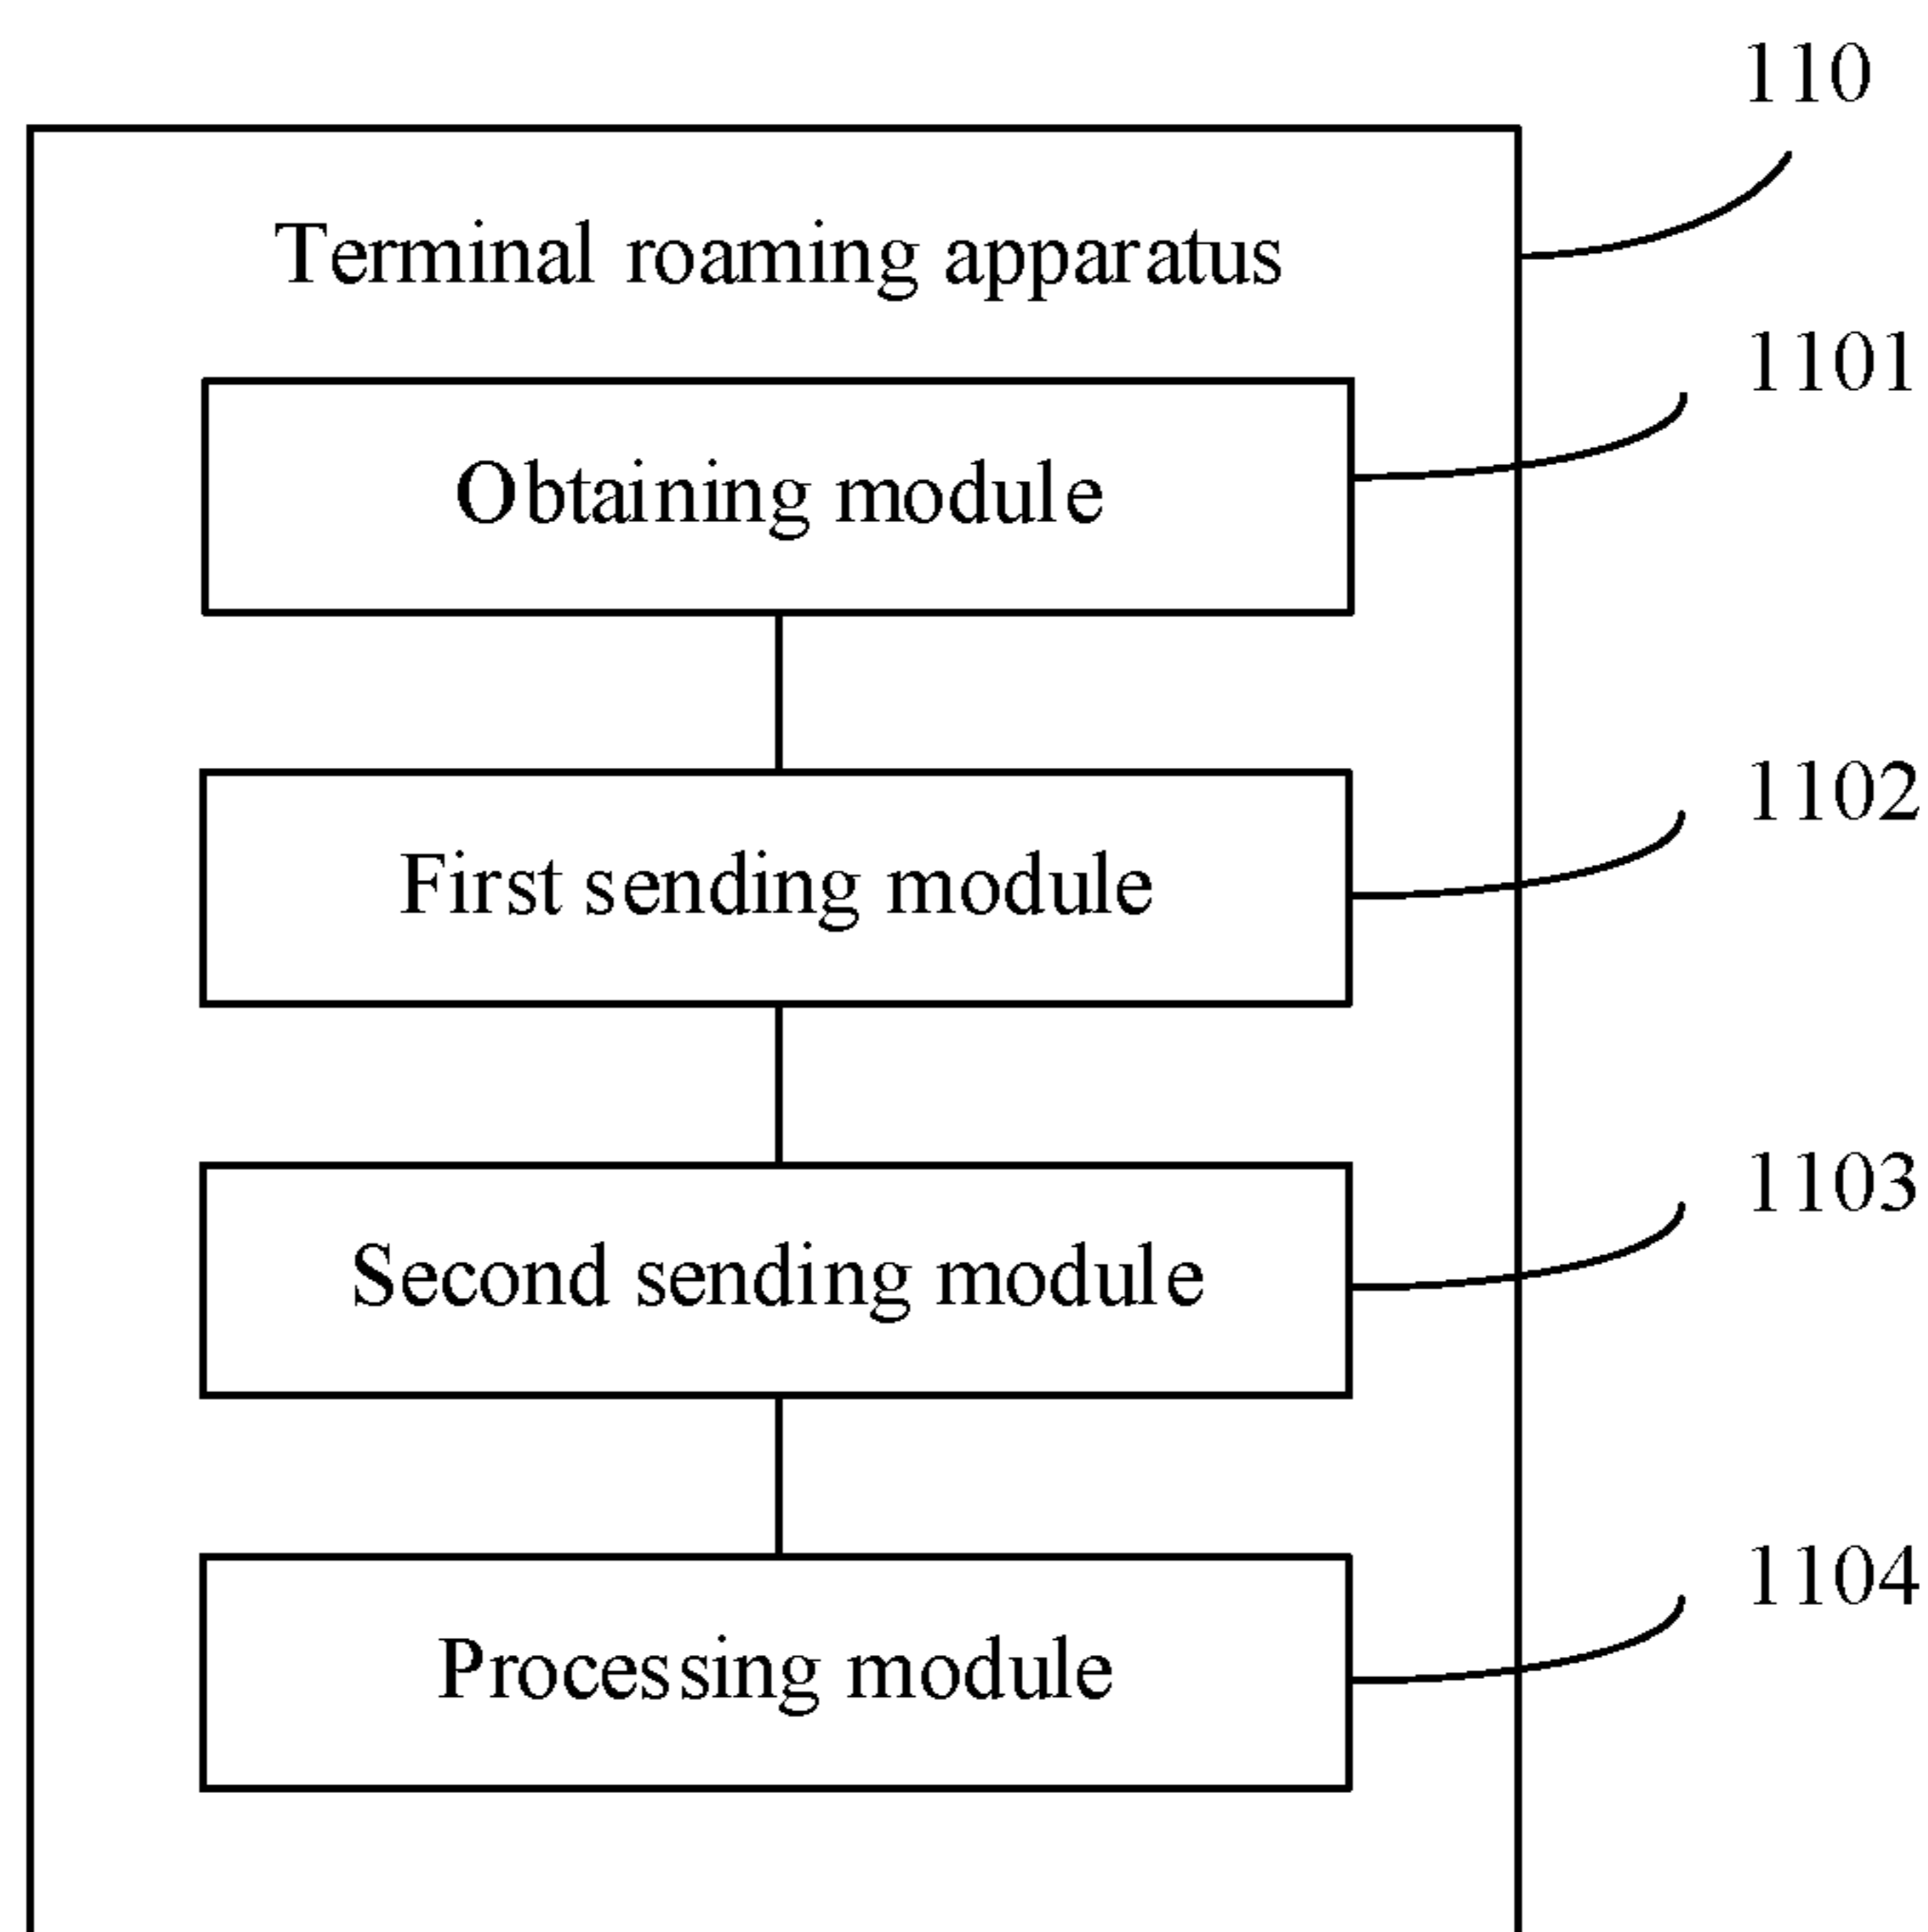 110
Terminal roaming apparatus
1101
Obtaining module
1102
First sending module
1103
Second sending module
1104
Processing module